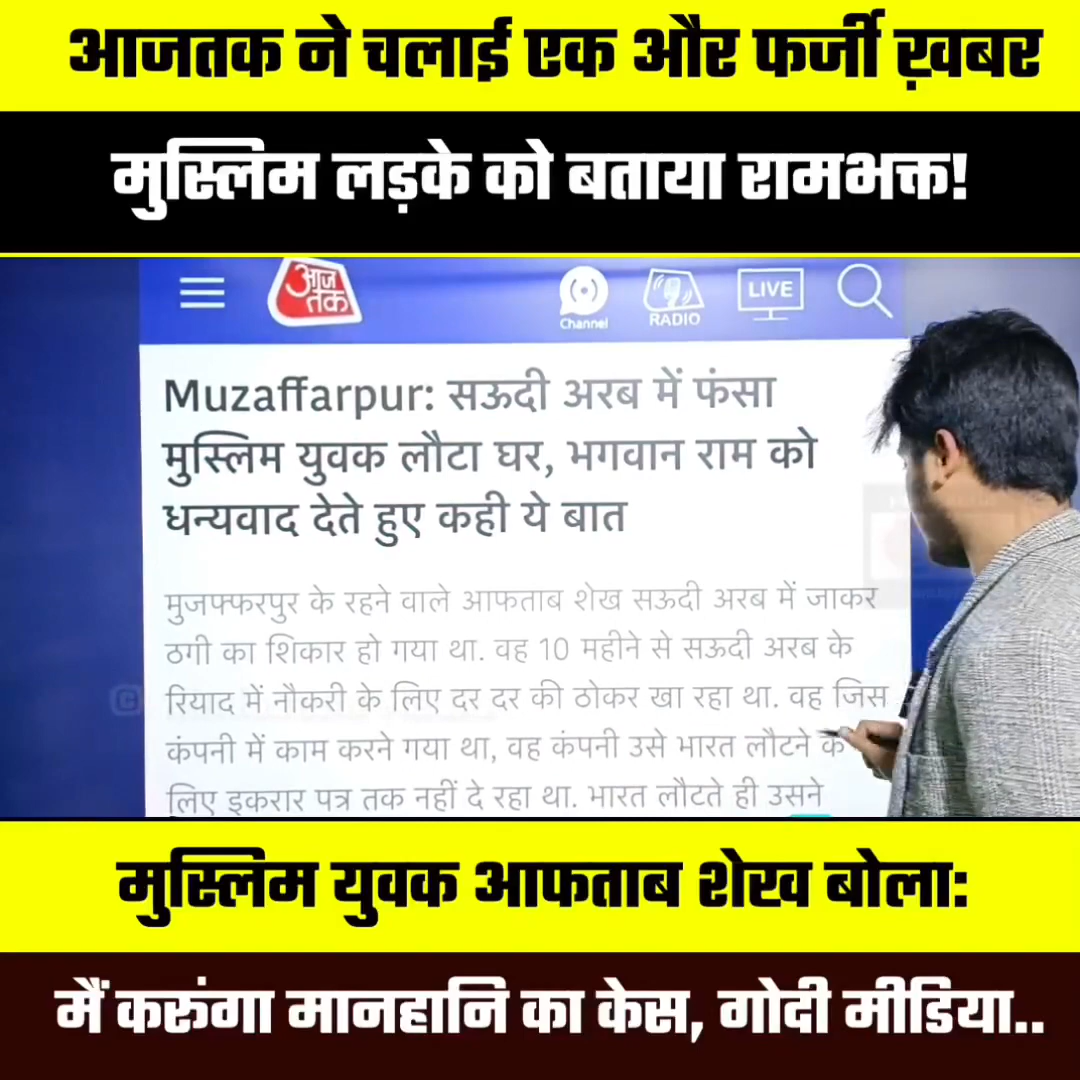 आजतक ने चलाई एक और फर्जी ख़बर
मुस्लिम लड़के को बताया रामभक्त!
आज
तक
Channel
RADIO
LIVE
Muzaffarpur: सऊदी अरब में फंसा
मुस्लिम युवक लौटा घर, भगवान राम को
धन्यवाद देते हुए कही ये बात
मुजफ्फरपुर के रहने वाले आफताब शेख सऊदी अरब में जाकर
ठगी का शिकार हो गया था. वह 10 महीने से सऊदी अरब के
रियाद में नौकरी के लिए दर दर की ठोकर खा रहा था. वह जिस
कंपनी में काम करने गया था, वह कंपनी उसे भारत लौटने के
लिए इकरार पत्र तक नहीं दे रहा था. भारत लौटते ही उसने
मुस्लिम युवक आफताब शेख बोला:
मैं करुंगा मानहानि का केस, गोदी मीडिया..